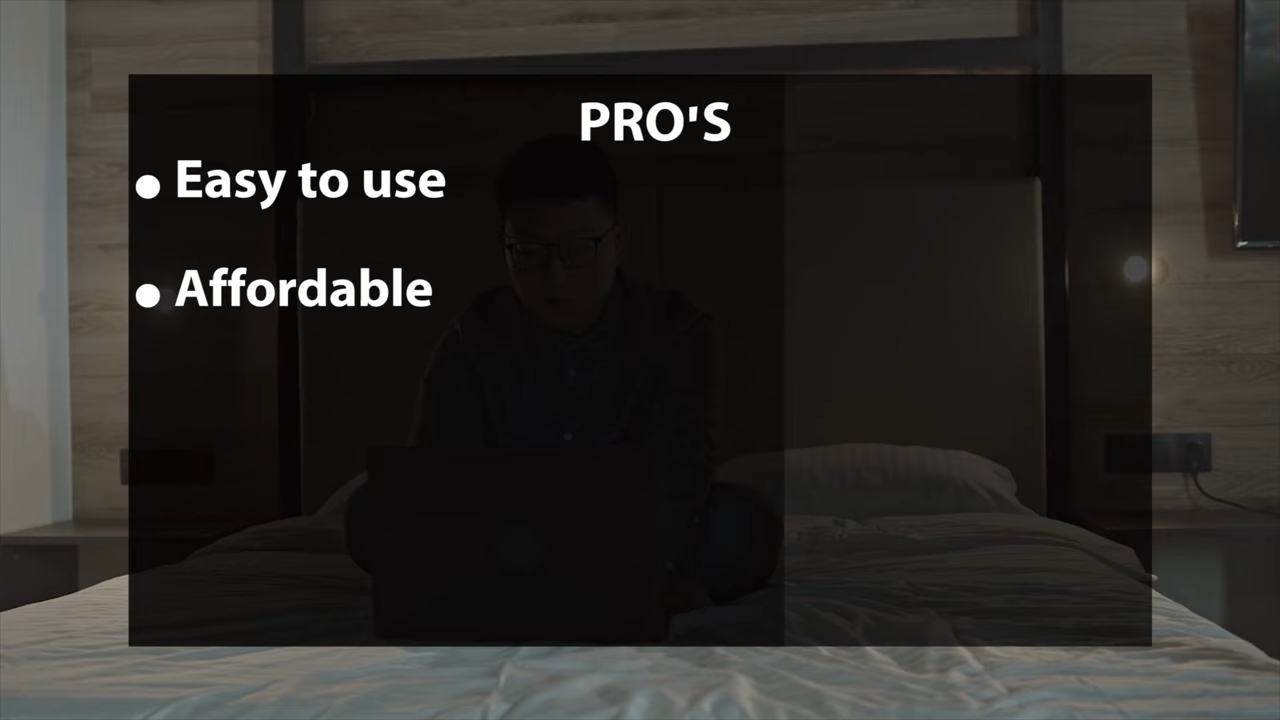 PRO'S
• Easy to use
• Affordable